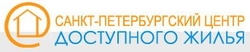 САНКТ-ПЕТЕРБУРГСКИЙ ЦЕНТР
ДОСТУПНОГО ЖИЛЬЯ